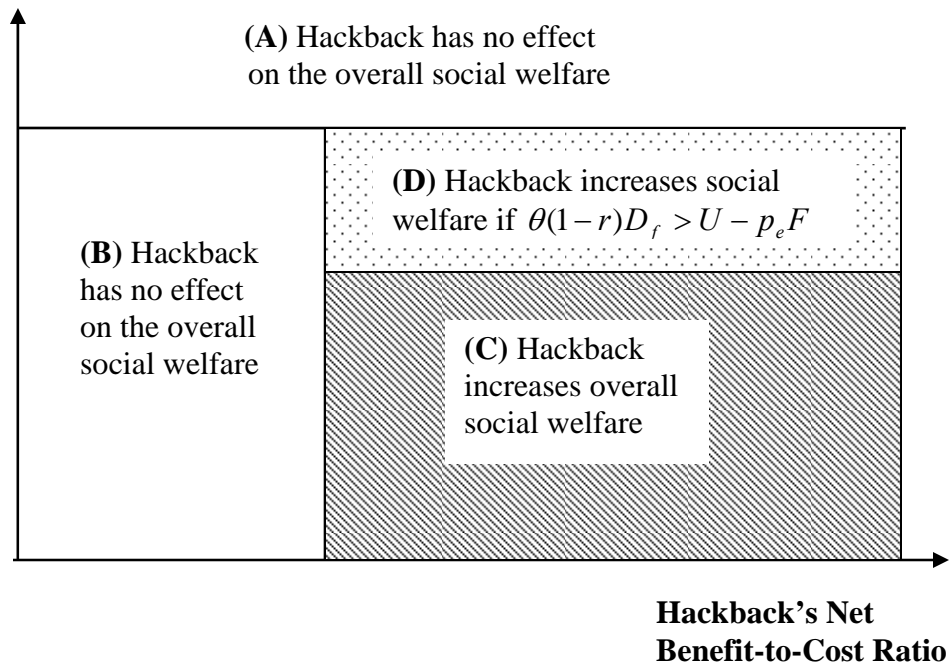 (A) Hackback has no effect
on the overall social welfare
(D) Hackback increases social
welfare if θ(1−r)D_f > U − p_eF
(B) Hackback
has no effect
on the overall
social welfare
(C) Hackback
increases overall
social welfare
Hackback’s Net
Benefit-to-Cost Ratio